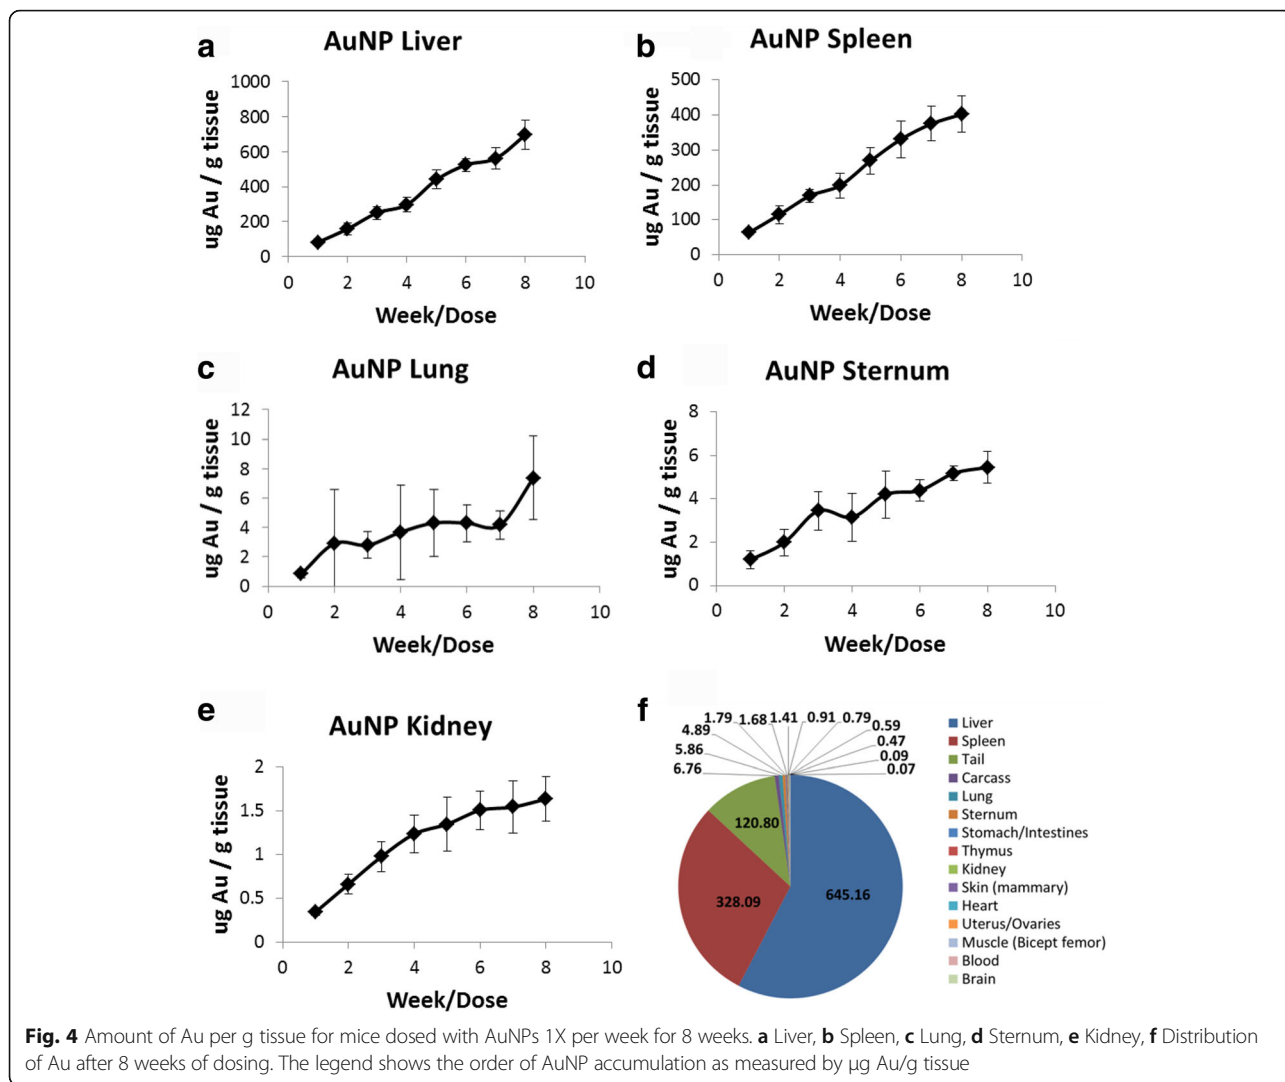 a
AuNP Liver
ug Au / g tissue
1000
800
600
400
200
0
0 2 4 6 8 10
Week/Dose
b
AuNP Spleen
ug Au / g tissue
500
400
300
200
100
0
0 2 4 6 8 10
Week/Dose
c
AuNP Lung
ug Au / g tissue
12
10
8
6
4
2
0
0 2 4 6 8 10
Week/Dose
d
AuNP Sternum
ug Au / g tissue
8
6
4
2
0
0 2 4 6 8 10
Week/Dose
e
AuNP Kidney
ug Au / g tissue
2
1.5
1
0.5
0
0 2 4 6 8 10
Week/Dose
f
1.79 1.68 1.41 0.91 0.79
4.89 0.59
5.86 0.47
6.76 0.09
0.07
120.80
328.09
645.16
Liver
Spleen
Tail
Carcass
Lung
Sternum
Stomach/Intestines
Thymus
Kidney
Skin (mammary)
Heart
Uterus/Ovaries
Muscle (Bicept femor)
Blood
Brain
Fig. 4 Amount of Au per g tissue for mice dosed with AuNPs 1X per week for 8 weeks. a Liver, b Spleen, c Lung, d Sternum, e Kidney, f Distribution
of Au after 8 weeks of dosing. The legend shows the order of AuNP accumulation as measured by μg Au/g tissue